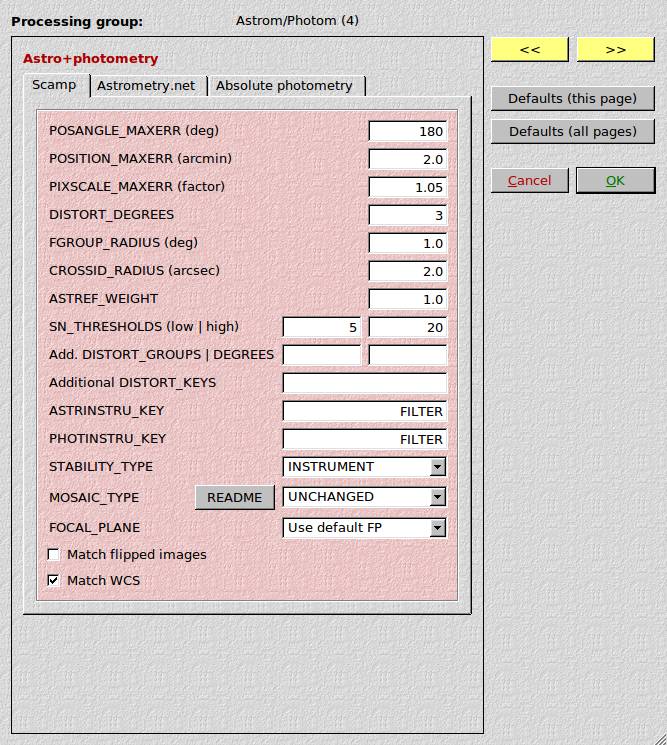 Processing group: Astrom/Photom (4)
<< >>
Astro+photometry
Scamp Astrometry.net Absolute photometry
Defaults (this page)
Defaults (all pages)
Cancel OK
POSANGLE_MAXERR (deg) 180
POSITION_MAXERR (arcmin) 2.0
PIXSCALE_MAXERR (factor) 1.05
DISTORT_DEGREES 3
FGROUP_RADIUS (deg) 1.0
CROSSID_RADIUS (arcsec) 2.0
ASTREF_WEIGHT 1.0
SN_THRESHOLDS (low | high) 5 20
Add. DISTORT_GROUPS | DEGREES
Additional DISTORT_KEYS
ASTRINSTRU_KEY FILTER
PHOTINSTRU_KEY FILTER
STABILITY_TYPE INSTRUMENT
MOSAIC_TYPE README UNCHANGED
FOCAL_PLANE Use default FP
Match flipped images
Match WCS